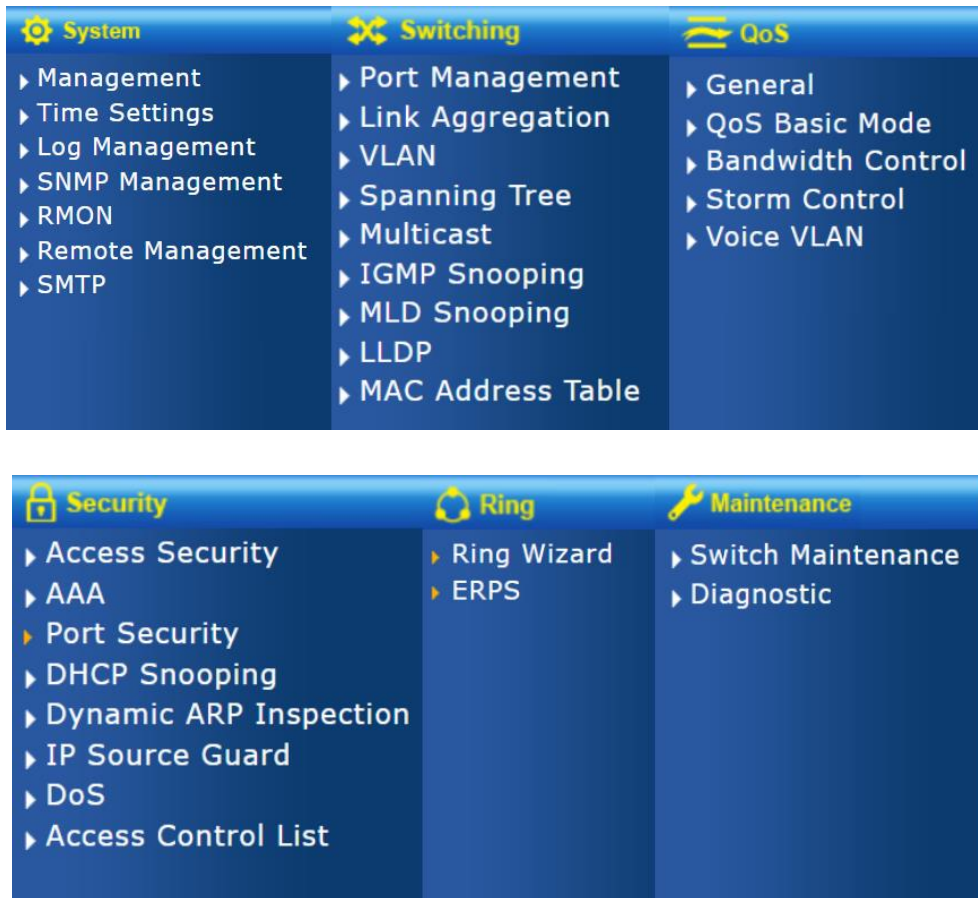 System
Management
Time Settings
Log Management
SNMP Management
RMON
Remote Management
SMTP
Switching
Port Management
Link Aggregation
VLAN
Spanning Tree
Multicast
IGMP Snooping
MLD Snooping
LLDP
MAC Address Table
QoS
General
QoS Basic Mode
Bandwidth Control
Storm Control
Voice VLAN
Security
Access Security
AAA
Port Security
DHCP Snooping
Dynamic ARP Inspection
IP Source Guard
DoS
Access Control List
Ring
Ring Wizard
ERPS
Maintenance
Switch Maintenance
Diagnostic